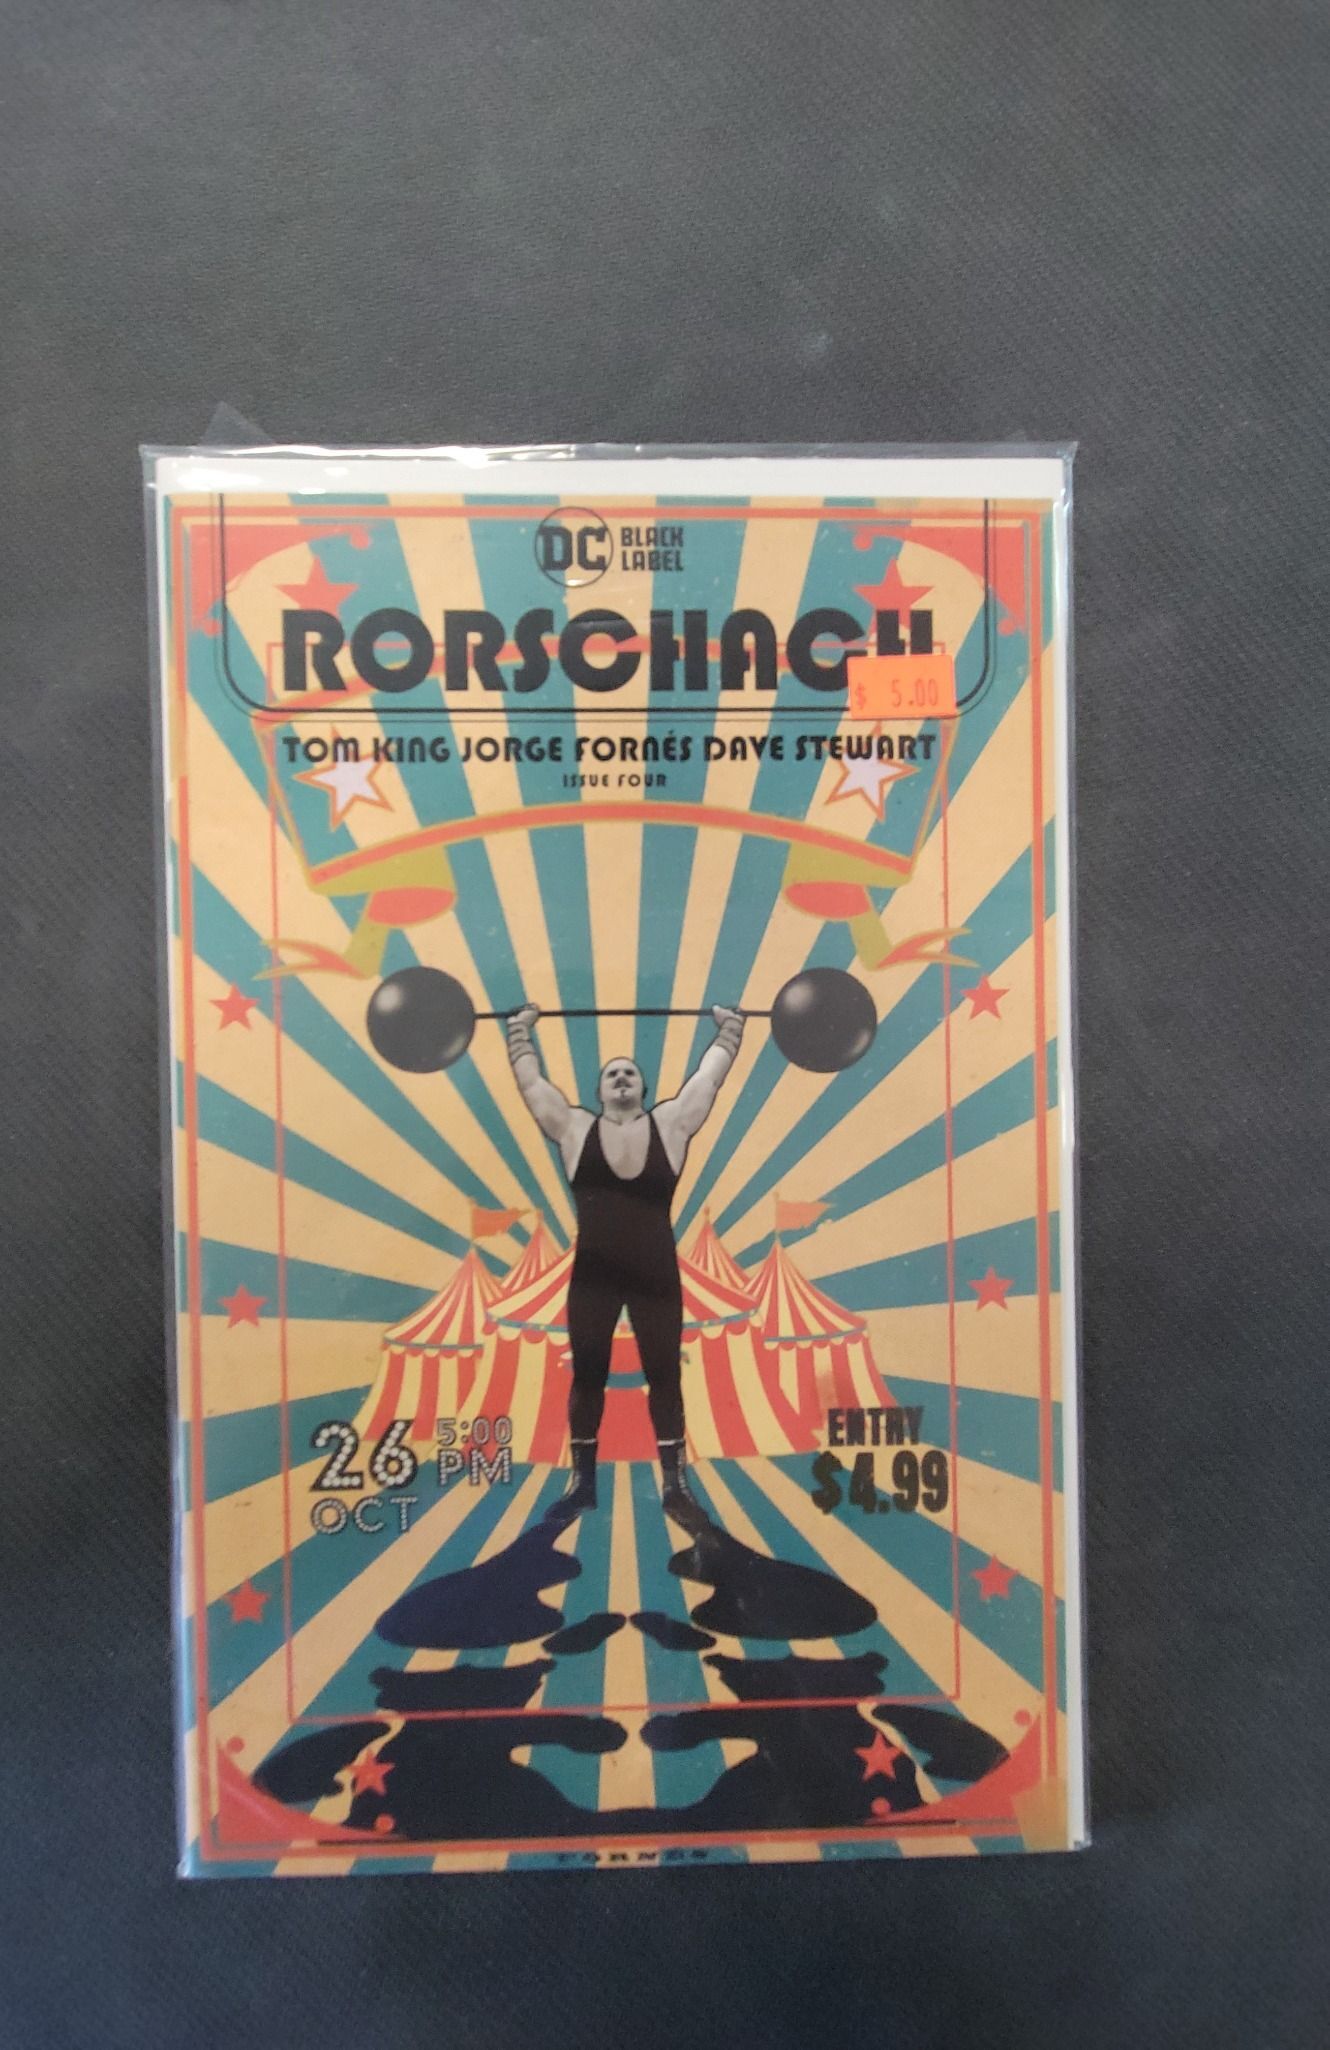 DC BLACK LABEL
RORSCHACH
$ 5.00
TOM KING JORGE FORNÉS DAVE STEWART
ISSUE FOUR
26 OCT
5:00 PM
ENTRY
$4.99
FORNES